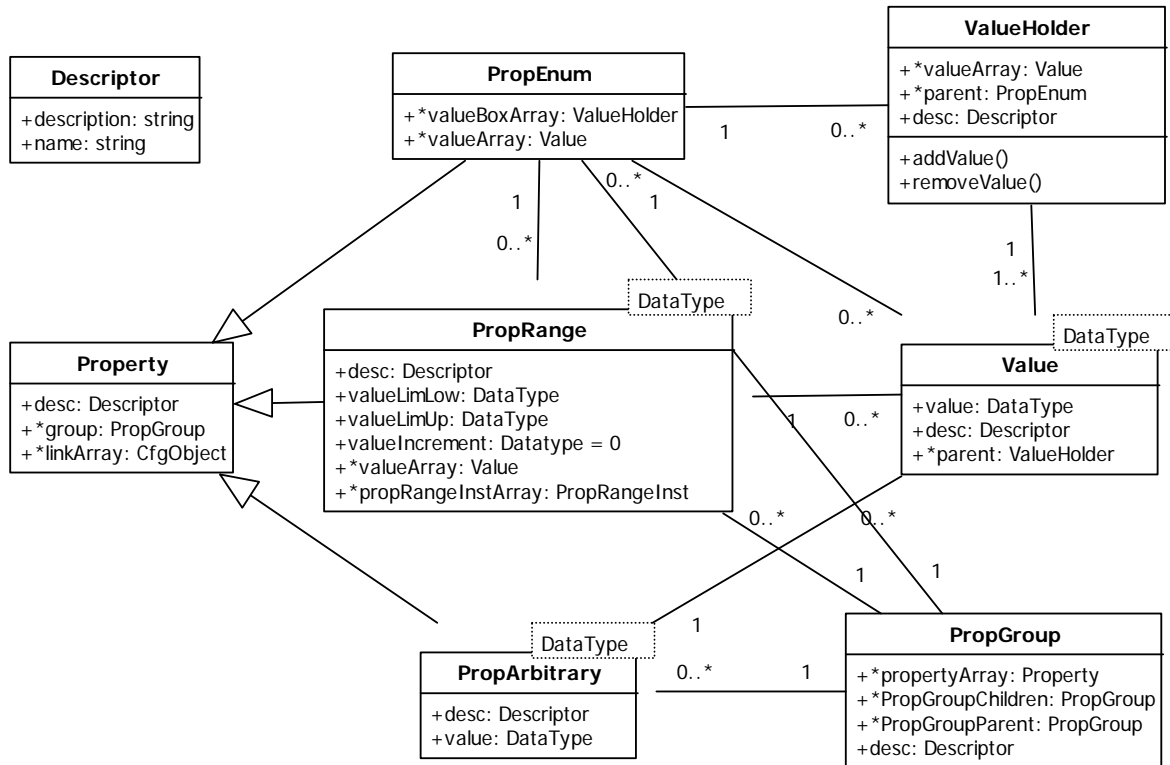 Descriptor
+description: string
+name: string
PropEnum
+*valueBoxArray: ValueHolder
+*valueArray: Value
ValueHolder
+*valueArray: Value
+*parent: PropEnum
+desc: Descriptor
+addValue()
+removeValue()
1
0..*
1
0..*
0..*
1
0..*
1
1..*
DataType
PropRange
+desc: Descriptor
+valueLimLow: DataType
+valueLimUp: DataType
+valueIncrement: Datatype = 0
+*valueArray: Value
+*propRangeInstArray: PropRangeInst
Property
+desc: Descriptor
+*group: PropGroup
+*linkArray: CfgObject
DataType
Value
+value: DataType
+desc: Descriptor
+*parent: ValueHolder
1
0..*
0..*
0..*
1
1
1
0..*
1
DataType
PropArbitrary
+desc: Descriptor
+value: DataType
PropGroup
+*propertyArray: Property
+*PropGroupChildren: PropGroup
+*PropGroupParent: PropGroup
+desc: Descriptor